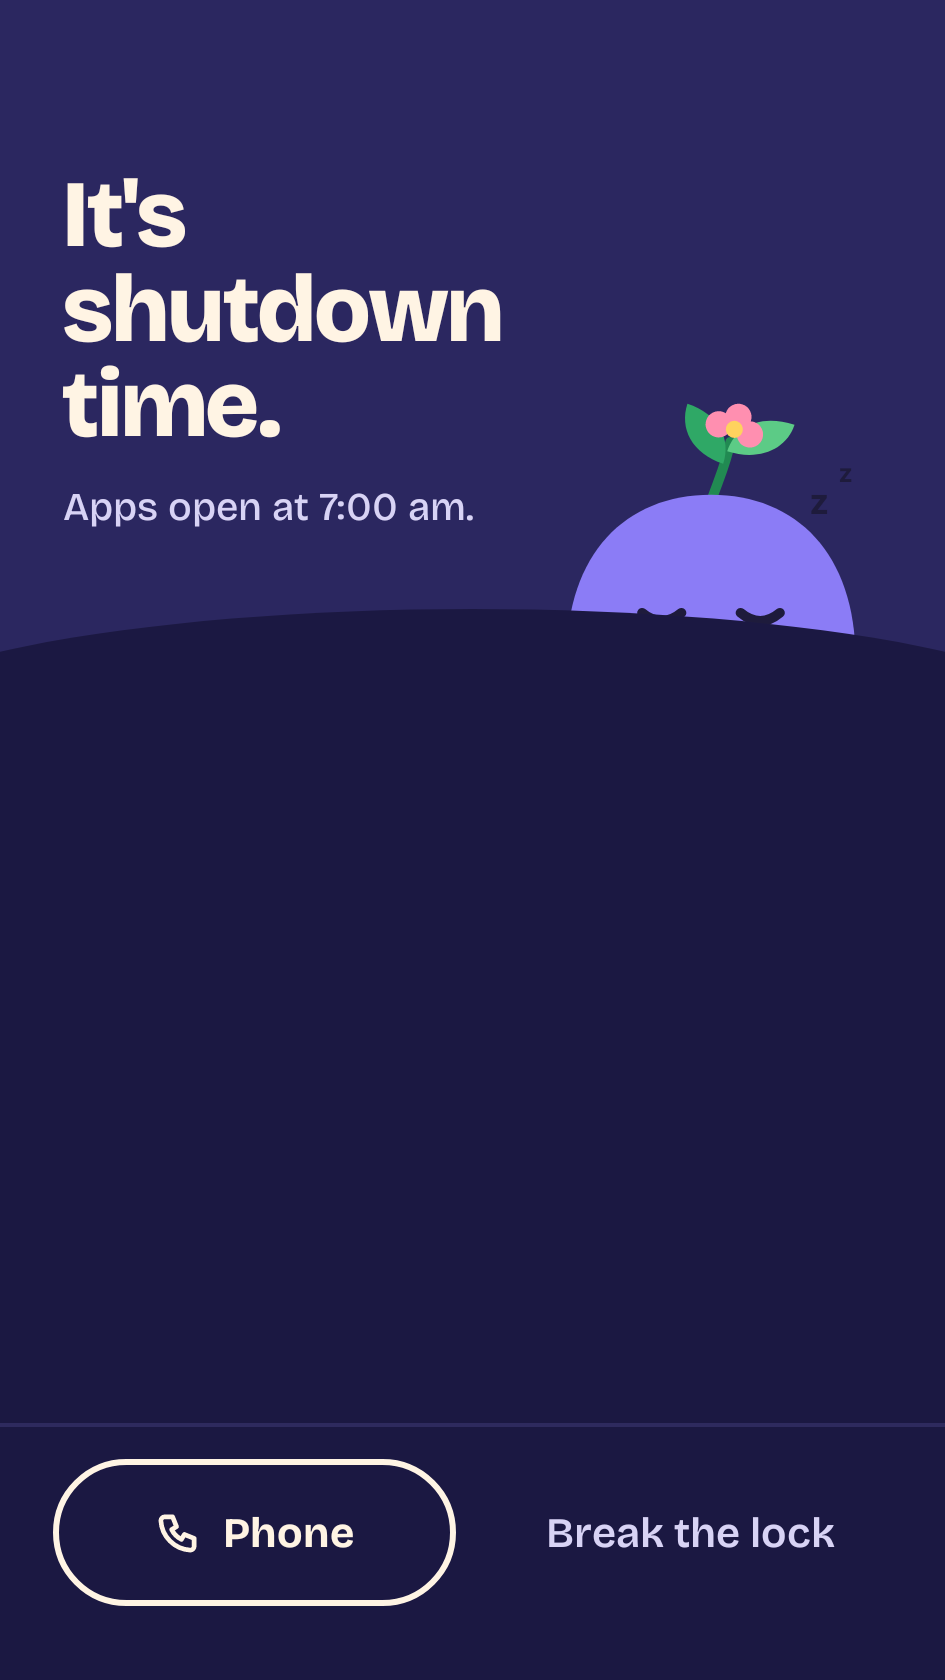 It's
shutdown
time.
Apps open at 7:00 am.
z
z
Phone
Break the lock